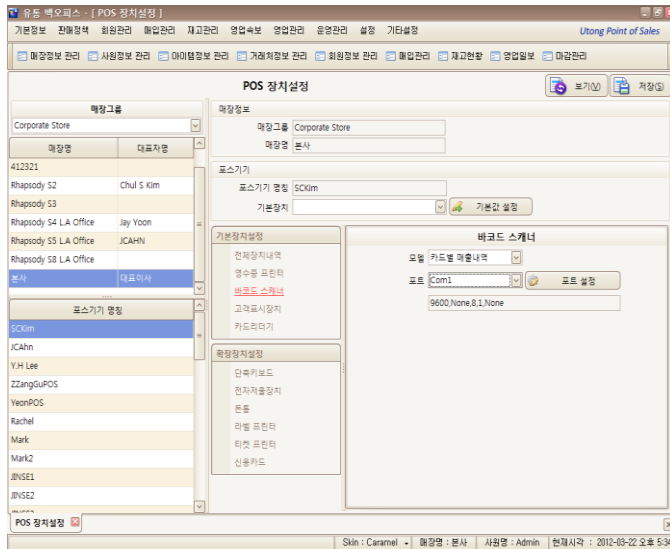 유통 백오피스 - [ POS 장치설정 ]
기본정보 판매정책 회원관리 매입관리 재고관리 영업속보 영업관리 운영관리 설정 기타설정 Utong Point of Sales
매장정보 관리 사원정보 관리 아이템정보 관리 거래처정보 관리 회원정보 관리 매입관리 재고현황 영업일보 마감관리
POS 장치설정 보기(V) 저장(S)
매장그룹
Corporate Store
매장명 대표자명
412321
Rhapsody S2 Chul S Kim
Rhapsody S3
Rhapsody S4 L.A Office Jay Yoon
Rhapsody S5 L.A Office JCAHN
Rhapsody S8 L.A Office
본사 대표이사
포스기기 명칭
SCKim
JCAhn
Y.H Lee
ZZangGuPOS
YeonPOS
Rachel
Mark
Mark2
JINSE1
JINSE2
매장정보
매장그룹 Corporate Store
매장명 본사
포스기기
포스기기 명칭 SCKim
기본장치 기본값 설정
기본장치설정
전체장치내역
영수증 프린터
바코드 스캐너
고객표시장치
카드리더기
확장장치설정
단축키보드
전자저울장치
돈통
라벨 프린터
티켓 프린터
신용카드
바코드 스캐너
모델 카드별 매출내역
포트 Com1 포트 설정
9600,None,8,1,None
POS 장치설정
Skin : Caramel 매장명 : 본사 사원명 : Admin 현재시각 : 2012-03-22 오후 5:34